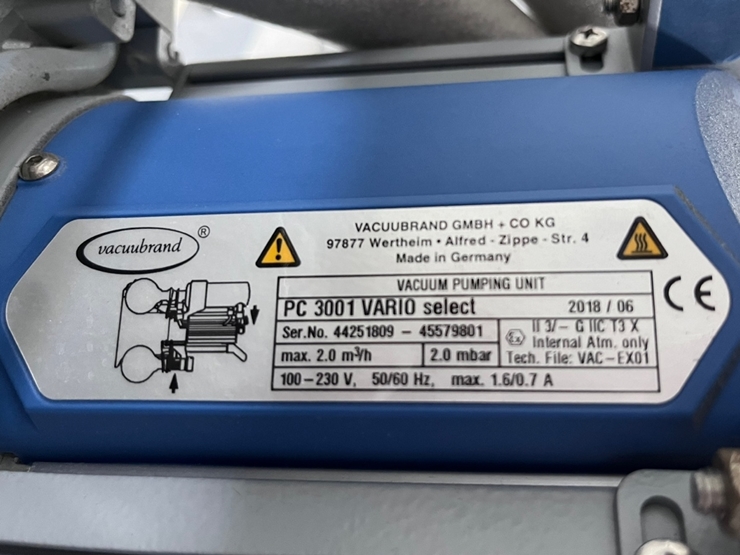 vacuubrand ®
VACUUBRAND GMBH + CO KG
97877 Wertheim • Alfred - Zippe - Str. 4
Made in Germany
VACUUM PUMPING UNIT
PC 3001 VARIO select 2018 / 06
Ser.No. 44251809 - 45579801
max. 2.0 m³/h 2.0 mbar
Ex II 3/- G IIC T3 X
Internal Atm. only
Tech. File: VAC-EX01
100-230 V, 50/60 Hz, max. 1.6/0.7 A
CE